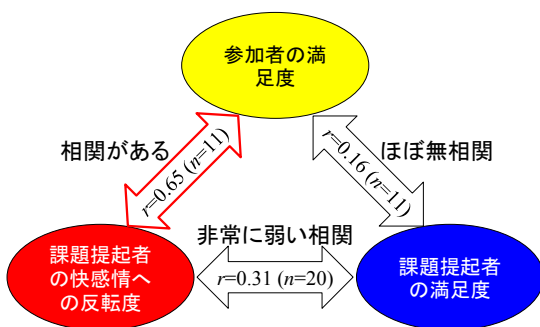 参加者の満
足度
相関がある
r=0.65 (n=11)
ほぼ無相関
r=0.16 (n=11)
非常に弱い相関
r=0.31 (n=20)
課題提起者
の快感情へ
の反転度
課題提起者
の満足度